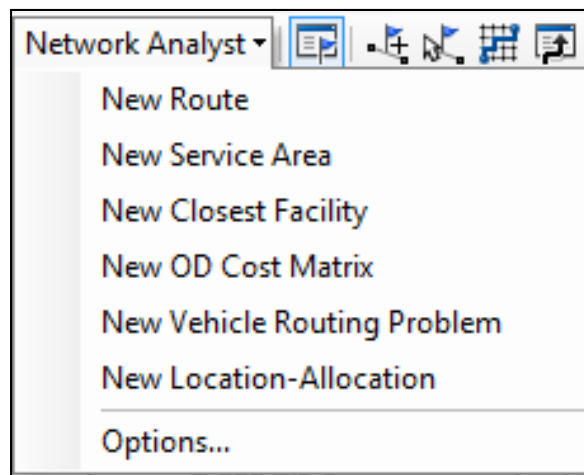 Network Analyst
New Route
New Service Area
New Closest Facility
New OD Cost Matrix
New Vehicle Routing Problem
New Location-Allocation
Options...